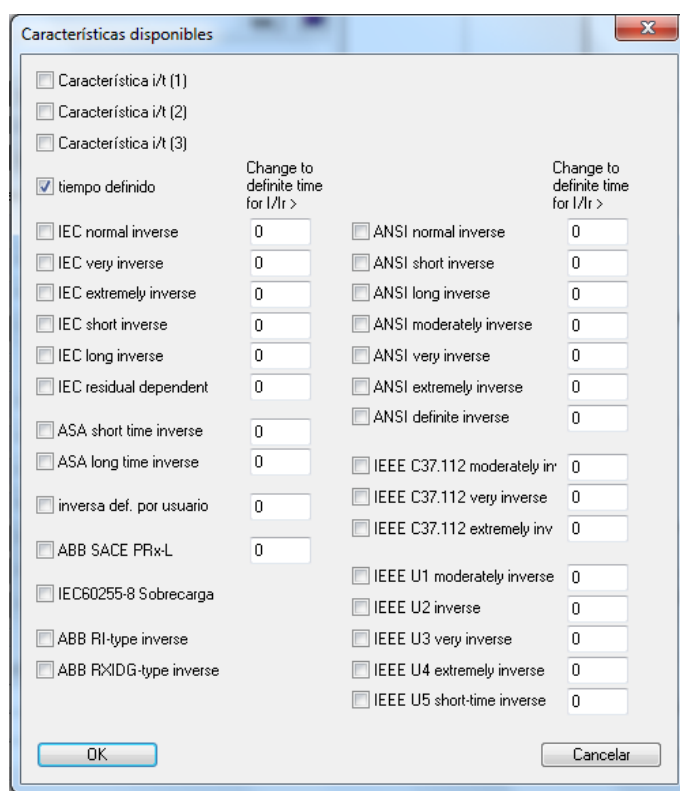 Características disponibles
Característica i/t (1)
Característica i/t (2)
Característica i/t (3)
tiempo definido
Change to
definite time
for I/Ir >
Change to
definite time
for I/Ir >
IEC normal inverse 0 ANSI normal inverse 0
IEC very inverse 0 ANSI short inverse 0
IEC extremely inverse 0 ANSI long inverse 0
IEC short inverse 0 ANSI moderately inverse 0
IEC long inverse 0 ANSI very inverse 0
IEC residual dependent 0 ANSI extremely inverse 0
ANSI definite inverse 0
ASA short time inverse 0
ASA long time inverse 0 IEEE C37.112 moderately in 0
inversa def. por usuario 0 IEEE C37.112 very inverse 0
IEEE C37.112 extremely inv 0
ABB SACE PRx-L 0
IEEE U1 moderately inverse 0
IEC60255-8 Sobrecarga
IEEE U2 inverse 0
ABB RI-type inverse IEEE U3 very inverse 0
ABB RXIDG-type inverse IEEE U4 extremely inverse 0
IEEE U5 short-time inverse 0
OK Cancelar